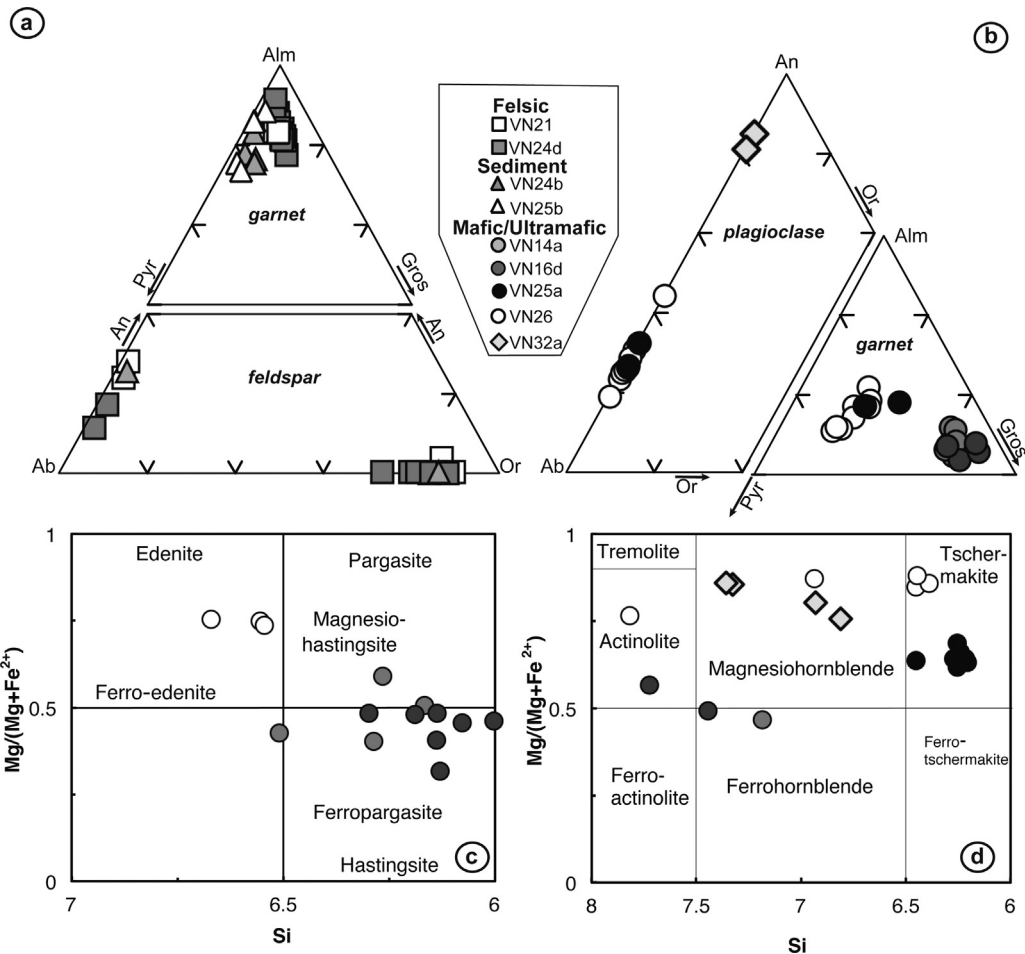 a
Alm
garnet
Pyr
Gros
An
An
feldspar
Ab
Or
Felsic
VN21
VN24d
Sediment
VN24b
VN25b
Mafic/Ultramafic
VN14a
VN16d
VN25a
VN26
VN32a
b
An
Or
plagioclase
Alm
garnet
Gros
Ab
Or
Pyr
1
Edenite
Pargasite
Magnesio-
hastingsite
Ferro-edenite
0.5
Mg/(Mg+Fe2+)
Ferropargasite
Hastingsite
c
0
7
6.5
6
Si
1
Tremolite
Tscher-
makite
Actinolite
Magnesiohornblende
0.5
Mg/(Mg+Fe2+)
Ferro-
tschermakite
Ferro-
actinolite
Ferrohornblende
d
0
8
7.5
7
6.5
6
Si